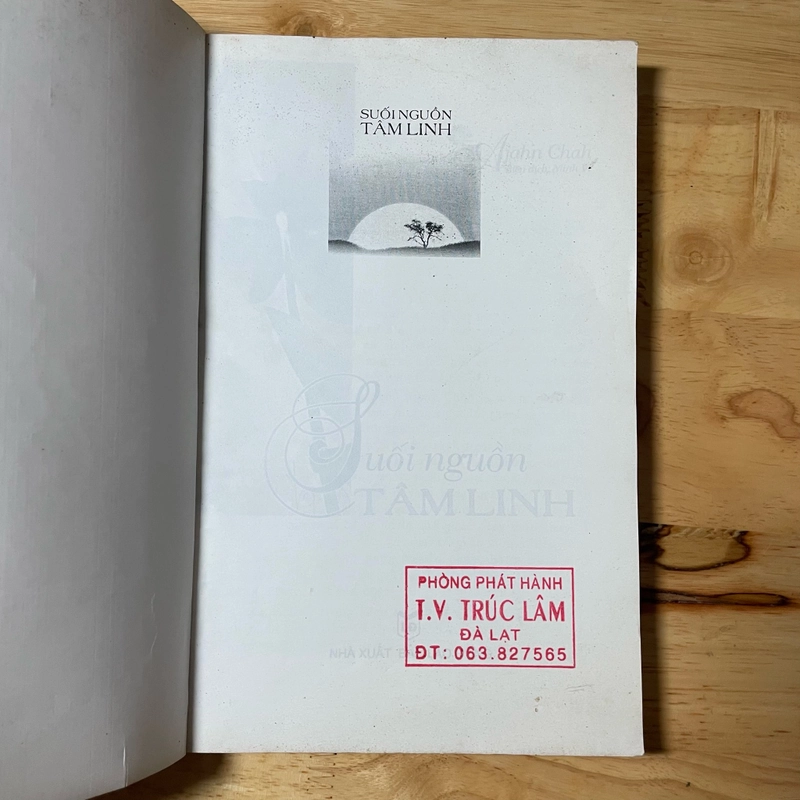 SUỐI NGUỒN
TÂM LINH
Ajahn Chah
Suối nguồn
TÂM LINH
PHÒNG PHÁT HÀNH
T.V. TRÚC LÂM
ĐÀ LẠT
ĐT: 063.827565
NHÀ XUẤT